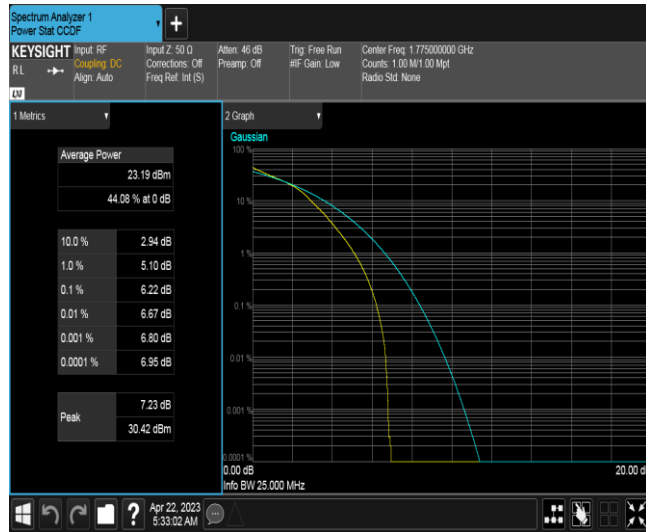 Spectrum Analyzer 1
Power Stat CCDF
+
KEYSIGHT
RL
LXI
Input: RF
Coupling: DC
Align: Auto
Input Z: 50 Ω
Corrections: Off
Freq Ref: Int (S)
Atten: 46 dB
Preamp: Off
Trig: Free Run
#IF Gain: Low
Center Freq: 1.775000000 GHz
Counts: 1.00 M/1.00 Mpt
Radio Std: None
1 Metrics
Average Power
23.19 dBm
44.08 % at 0 dB
10.0 % 2.94 dB
1.0 % 5.10 dB
0.1 % 6.22 dB
0.01 % 6.67 dB
0.001 % 6.80 dB
0.0001 % 6.95 dB
Peak
7.23 dB
30.42 dBm
2 Graph
Gaussian
100 %
10 %
1 %
0.1 %
0.01 %
0.001 %
0.0001 %
0.00 dB
20.00 d
Info BW 25.000 MHz
?
Apr 22, 2023
5:33:02 AM